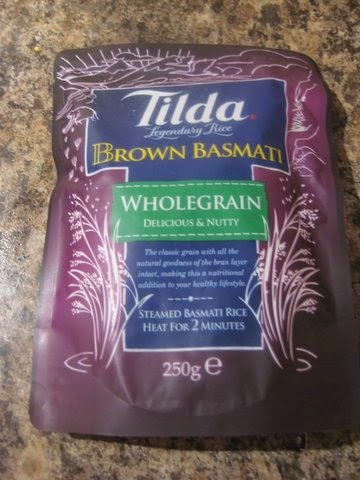 Tilda
Legendary Rice
BROWN BASMATI
WHOLEGRAIN
DELICIOUS & NUTTY
The classic grain with all the
natural goodness of the bran layer
intact, making this a nutritional
addition to your healthy lifestyle.
STEAMED BASMATI RICE
HEAT FOR 2 MINUTES
250g e